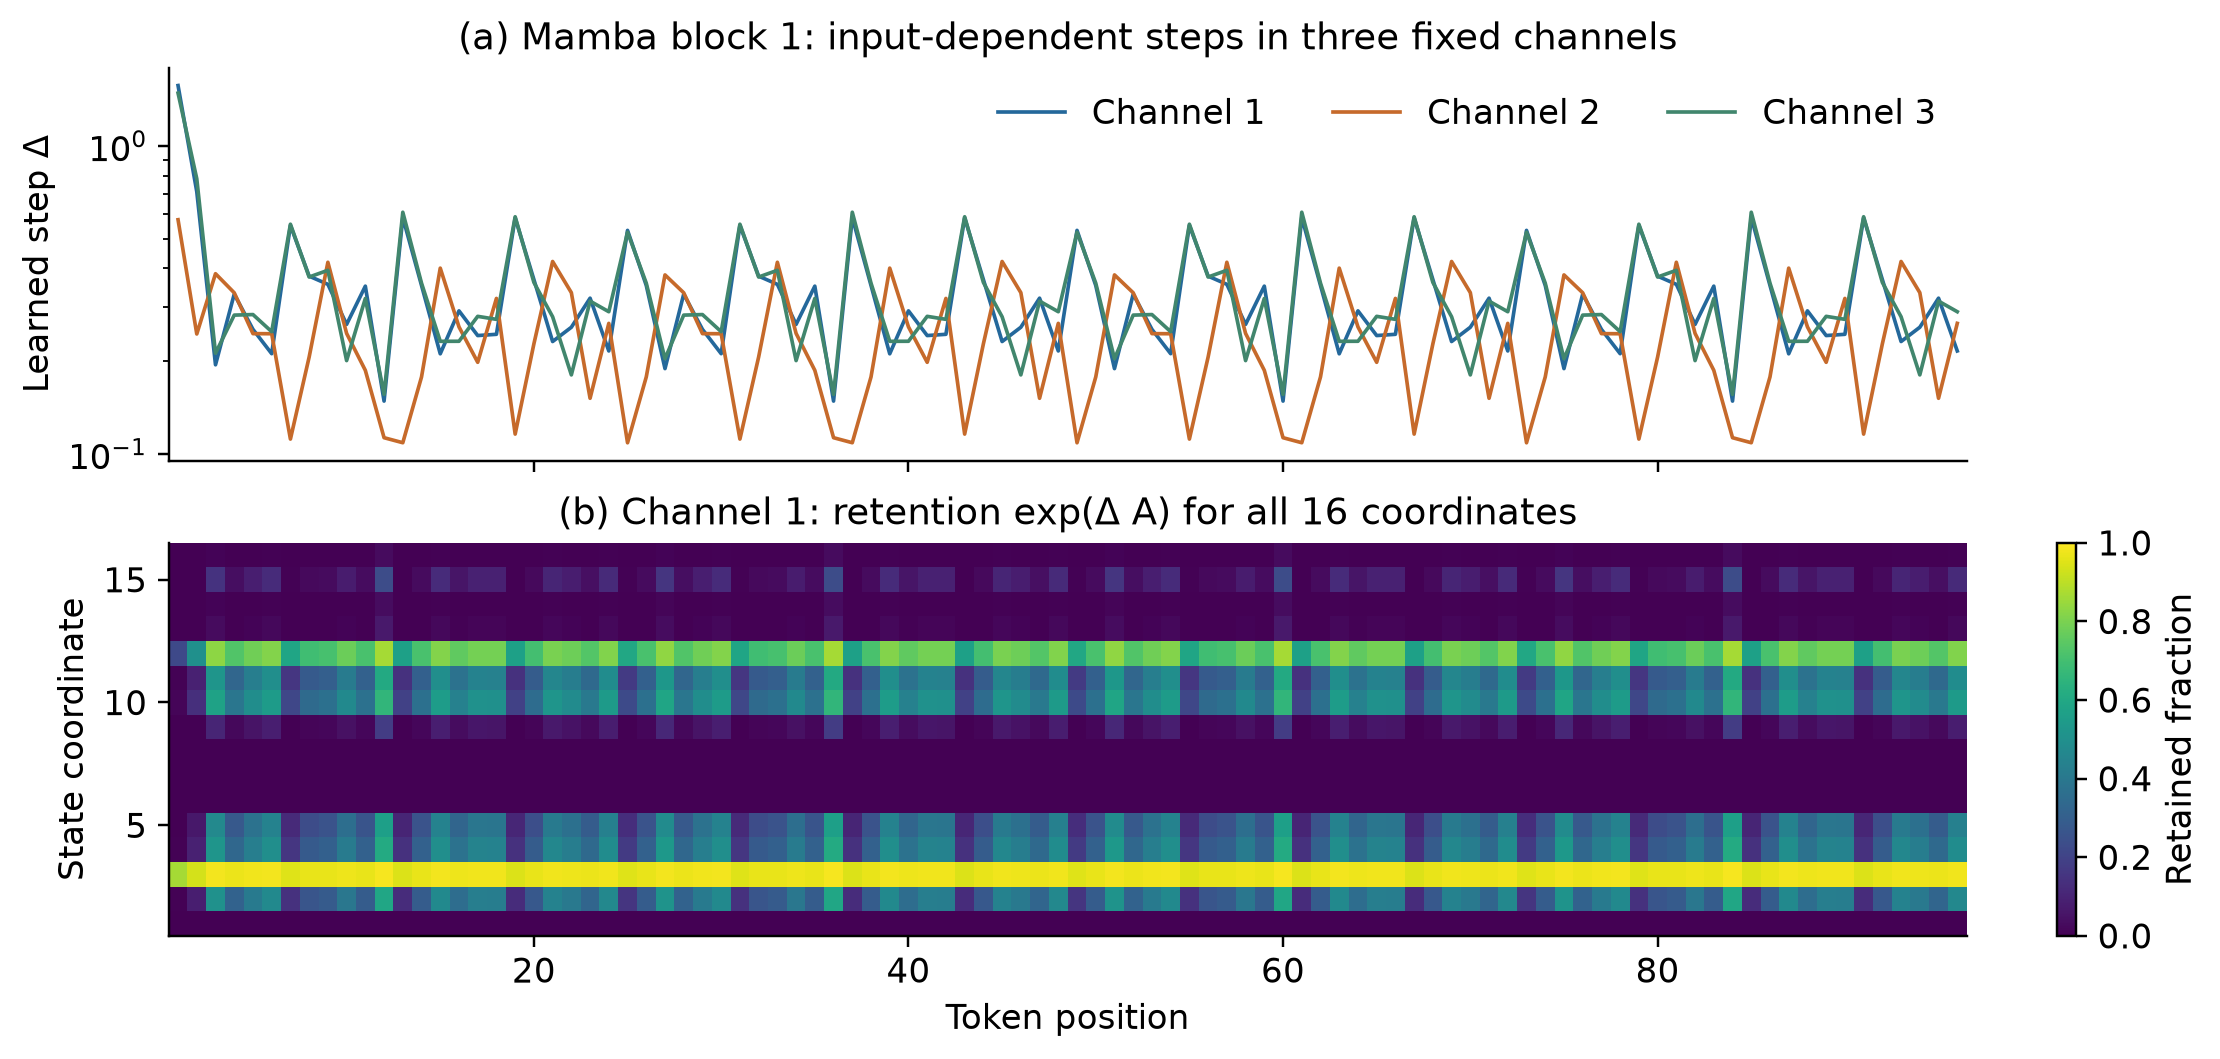 (a) Mamba block 1: input-dependent steps in three fixed channels
Channel 1
Channel 2
Channel 3
Learned step Δ
10⁰
10⁻¹
(b) Channel 1: retention exp(Δ A) for all 16 coordinates
State coordinate
15
10
5
20
40
60
80
Token position
1.0
0.8
0.6
0.4
0.2
0.0
Retained fraction